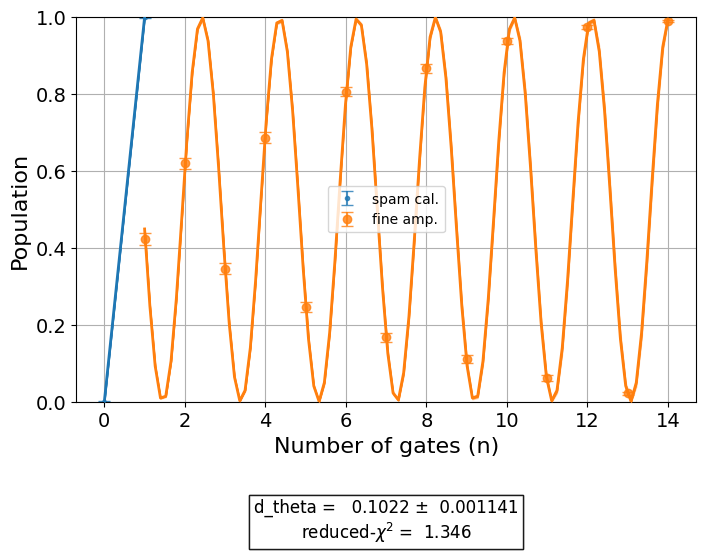 1.0
0.8
0.6
0.4
0.2
0.0
Population
spam cal.
fine amp.
0 2 4 6 8 10 12 14
Number of gates (n)
d_theta = 0.1022 ± 0.001141
reduced-χ² = 1.346